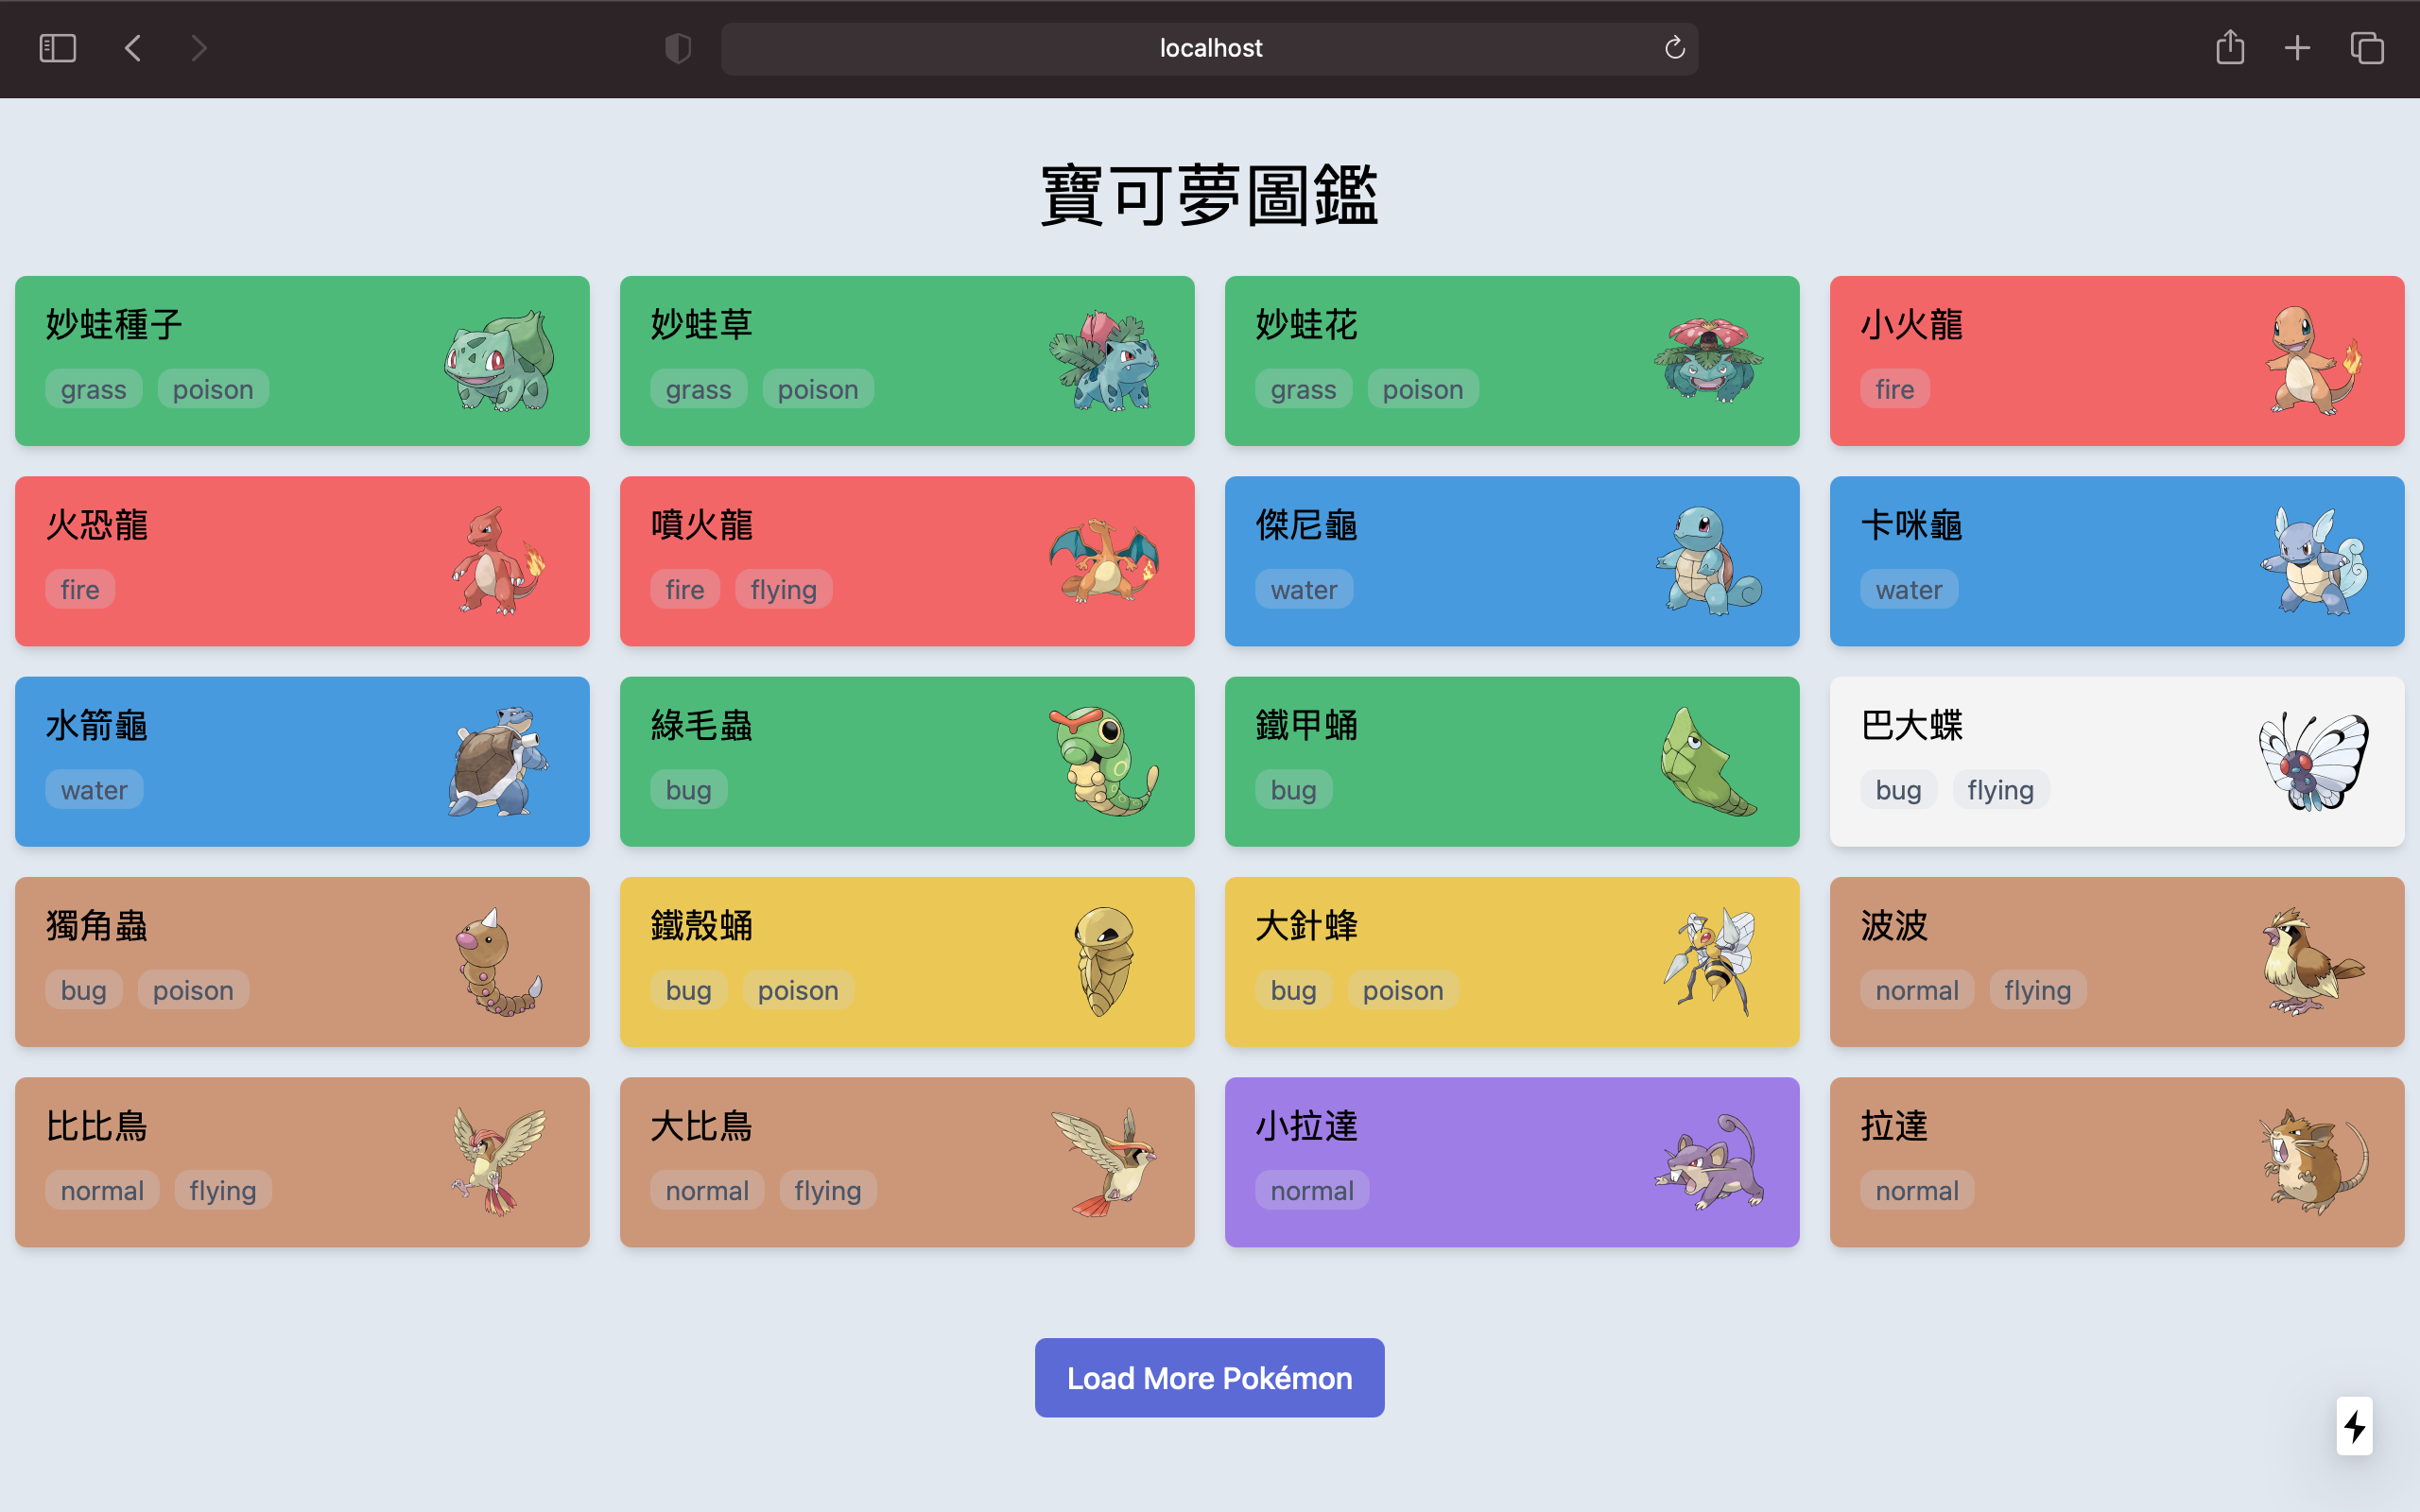 localhost
寶可夢圖鑑
妙蛙種子
grass poison
妙蛙草
grass poison
妙蛙花
grass poison
小火龍
fire
火恐龍
fire
噴火龍
fire flying
傑尼龜
water
卡咪龜
water
水箭龜
water
綠毛蟲
bug
鐵甲蛹
bug
巴大蝶
bug flying
獨角蟲
bug poison
鐵殼蛹
bug poison
大針蜂
bug poison
波波
normal flying
比比鳥
normal flying
大比鳥
normal flying
小拉達
normal
拉達
normal
Load More Pokémon